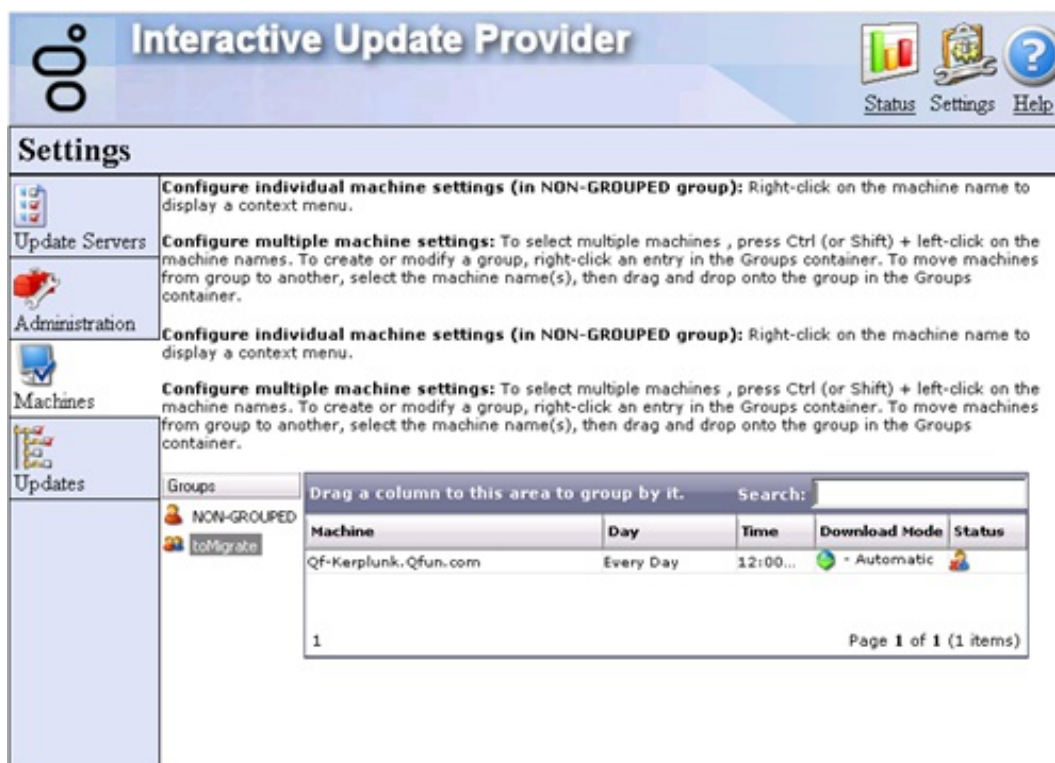 Interactive Update Provider
Status Settings Help
Settings
Update Servers
Administration
Machines
Updates
Configure individual machine settings (in NON-GROUPED group): Right-click on the machine name to
display a context menu.
Configure multiple machine settings: To select multiple machines , press Ctrl (or Shift) + left-click on the
machine names. To create or modify a group, right-click an entry in the Groups container. To move machines
from group to another, select the machine name(s), then drag and drop onto the group in the Groups
container.
Configure individual machine settings (in NON-GROUPED group): Right-click on the machine name to
display a context menu.
Configure multiple machine settings: To select multiple machines , press Ctrl (or Shift) + left-click on the
machine names. To create or modify a group, right-click an entry in the Groups container. To move machines
from group to another, select the machine name(s), then drag and drop onto the group in the Groups
container.
Groups
NON-GROUPED
toMigrate
Drag a column to this area to group by it. Search:
Machine Day Time Download Mode Status
Qf-Kerplunk.Qfun.com Every Day 12:00... - Automatic
1 Page 1 of 1 (1 items)